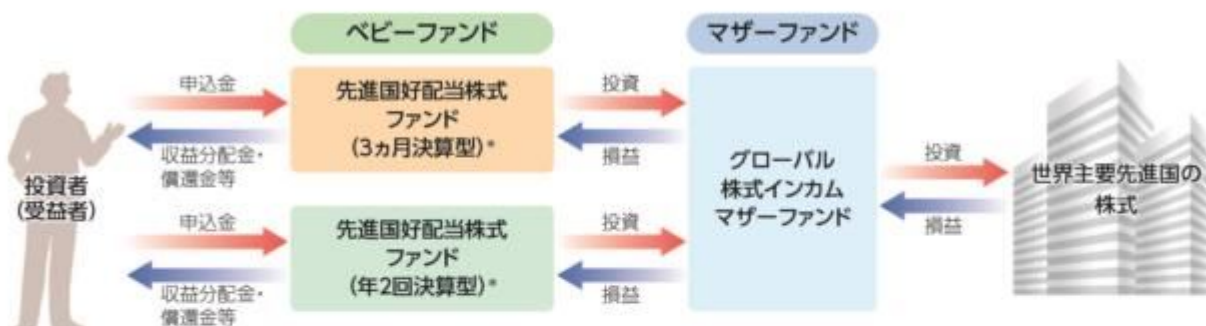 ベビーファンド
マザーファンド
申込金
先進国好配当株式
ファンド
(3ヵ月決算型)*
投資
収益分配金・
償還金等
損益
投資者
(受益者)
グローバル
株式インカム
マザーファンド
投資
損益
世界主要先進国の
株式
申込金
先進国好配当株式
ファンド
(年2回決算型)*
投資
収益分配金・
償還金等
損益